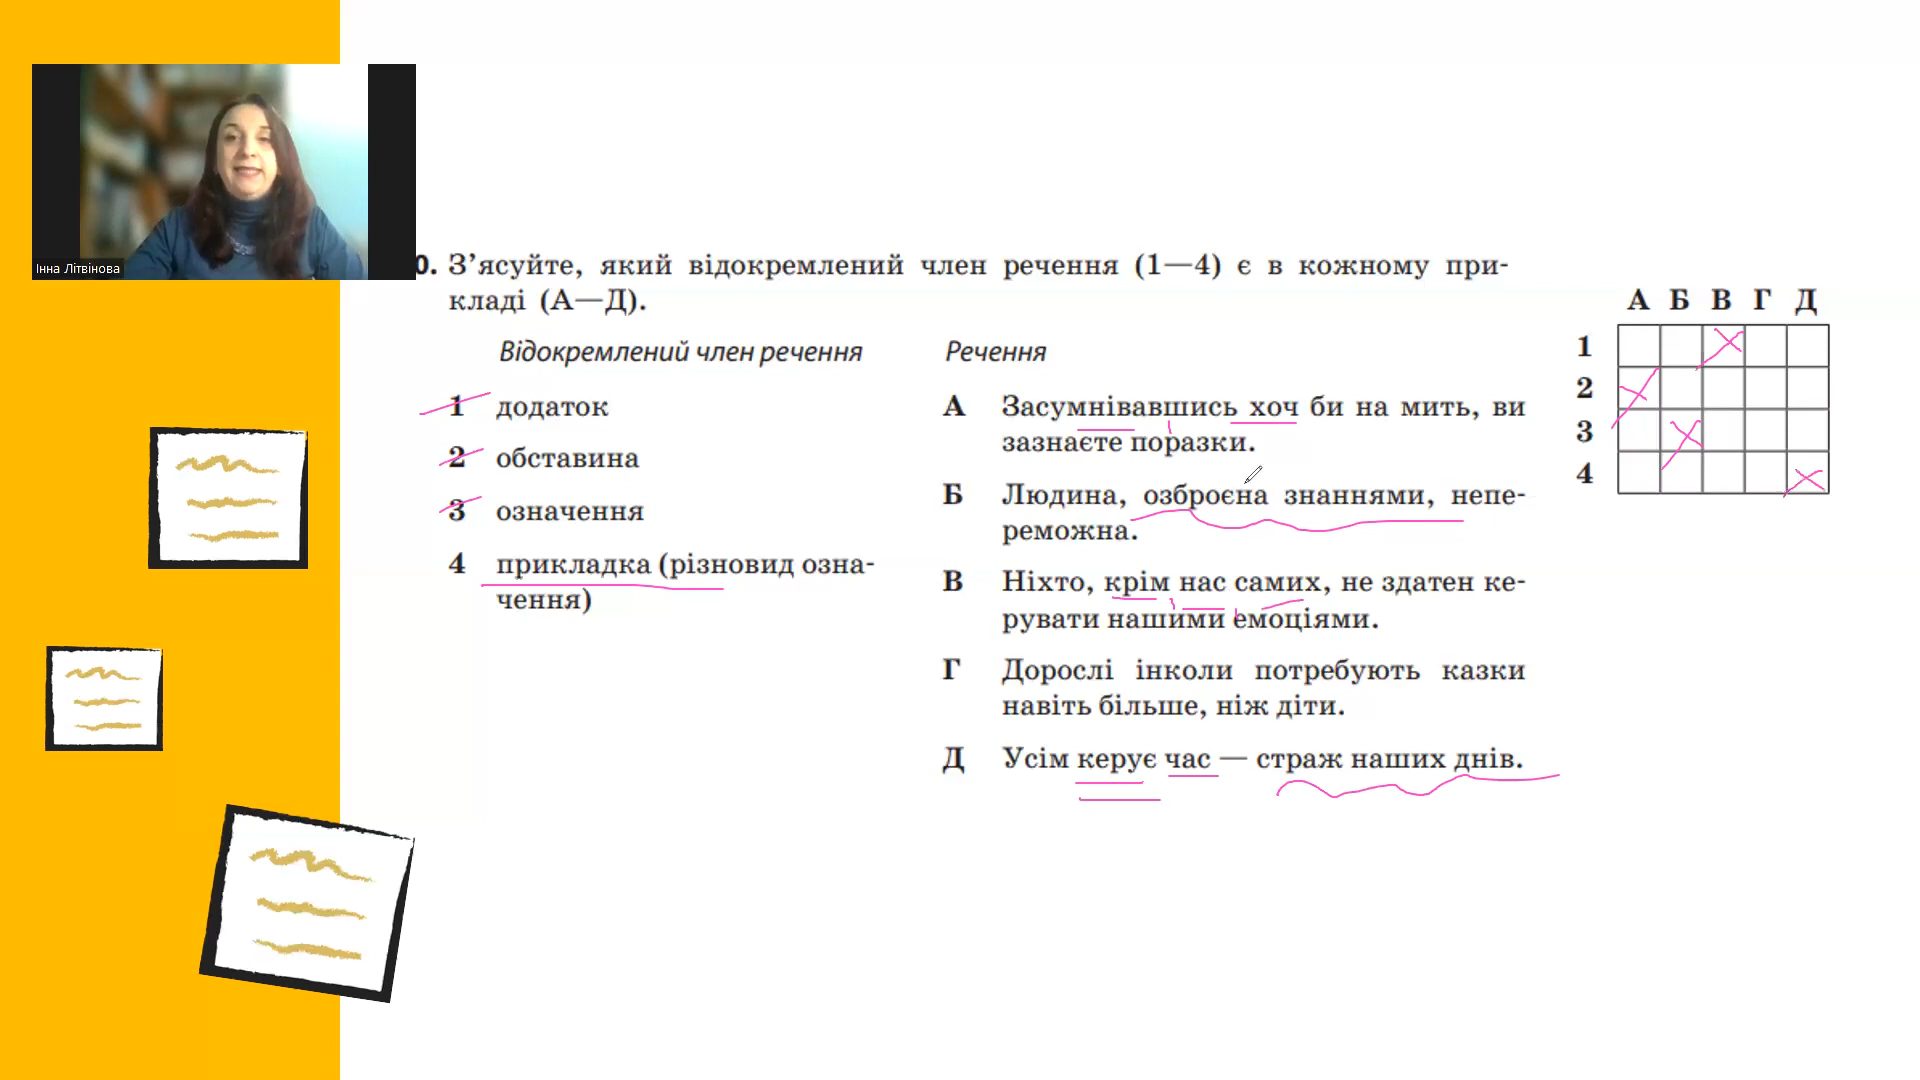 Інна Літвінова
0. З’ясуйте, який відокремлений член речення (1—4) є в кожному при-
кладі (А—Д).
Відокремлений член речення
1 додаток
2 обставина
3 означення
4 прикладка (різновид озна-
чення)
Речення
А Засумнівавшись хоч би на мить, ви
зазнаєте поразки.
Б Людина, озброєна знаннями, непе-
реможна.
В Ніхто, крім нас самих, не здатен ке-
рувати нашими емоціями.
Г Дорослі інколи потребують казки
навіть більше, ніж діти.
Д Усім керує час — страж наших днів.
А Б В Г Д
1
2
3
4